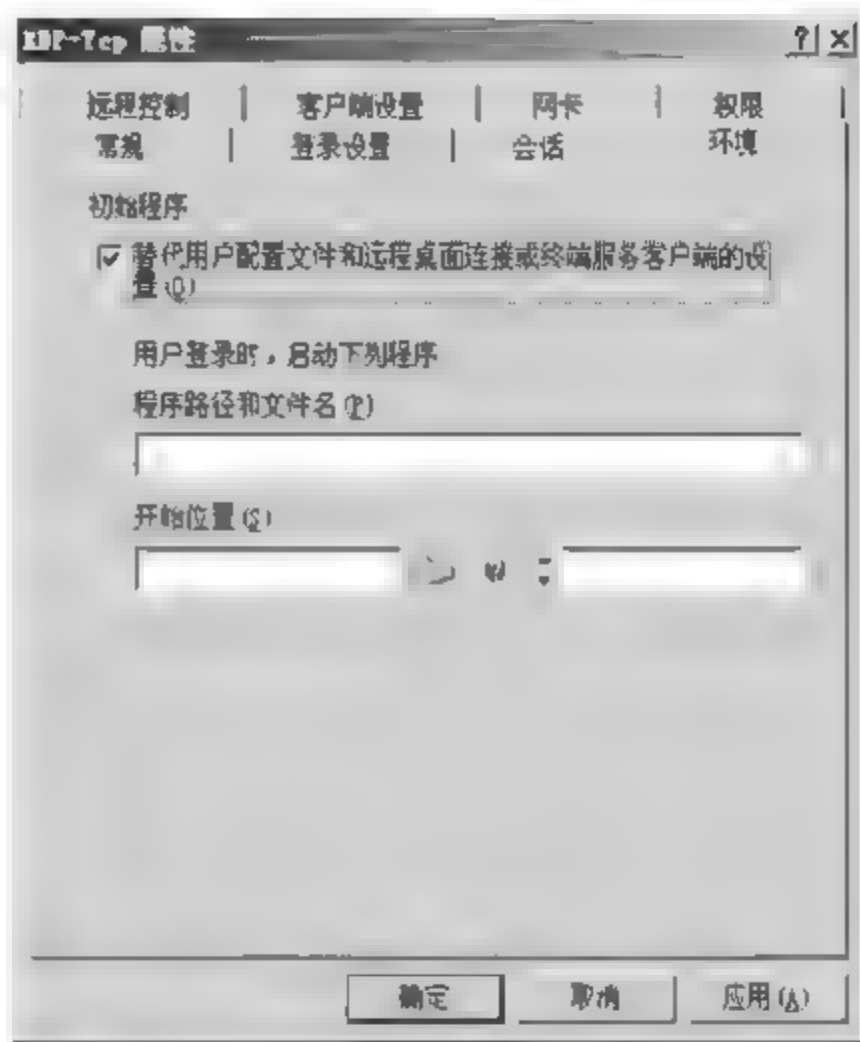 RDP-Tcp 属性
远程控制 客户端设置 网卡 权限
常规 登录设置 会话 环境
初始程序
替代用户配置文件和远程桌面连接或终端服务客户端的设
置(O)
用户登录时，启动下列程序
程序路径和文件名(P)
开始位置(S)
确定 取消 应用(A)